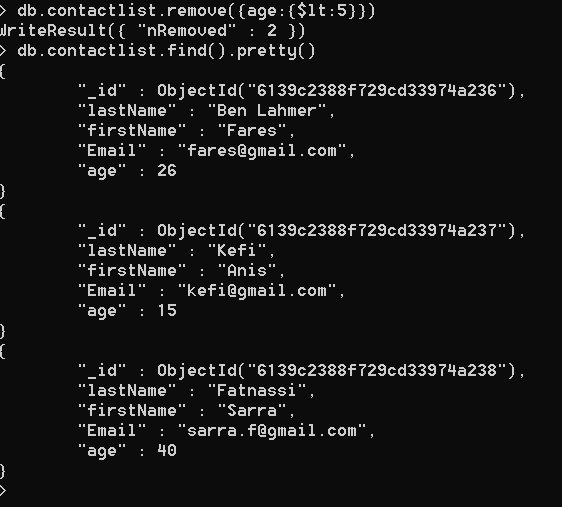 > db.contactlist.remove({age:{$lt:5}})
WriteResult({ "nRemoved" : 2 })
> db.contactlist.find().pretty()
{
"_id" : ObjectId("6139c2388f729cd33974a236"),
"lastName" : "Ben Lahmer",
"firstName" : "Fares",
"Email" : "fares@gmail.com",
"age" : 26
}
{
"_id" : ObjectId("6139c2388f729cd33974a237"),
"lastName" : "Kefi",
"firstName" : "Anis",
"Email" : "kefi@gmail.com",
"age" : 15
}
{
"_id" : ObjectId("6139c2388f729cd33974a238"),
"lastName" : "Fatnassi",
"firstName" : "Sarra",
"Email" : "sarra.f@gmail.com",
"age" : 40
}
>